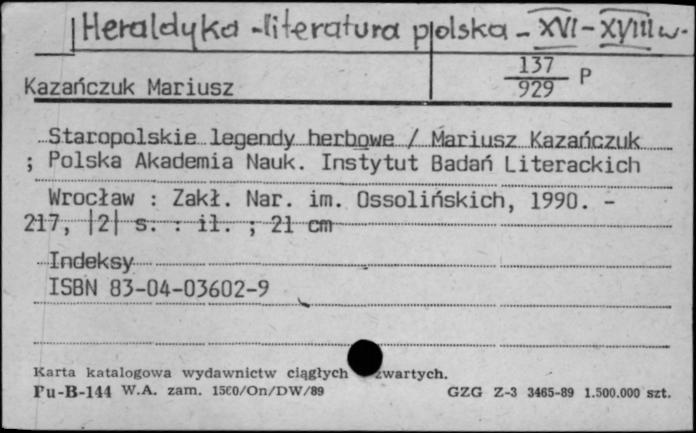 Heraldyka - literatura polska - XVI - XVIII w.
137
Kazańczuk Mariusz
929 P
Staropolskie legendy herbowe / Mariusz Kazańczuk
; Polska Akademia Nauk. Instytut Badań Literackich
Wrocław : Zakł. Nar. im. Ossolińskich, 1990. -
217, |2| s. : il. ; 21 cm
Indeksy
ISBN 83-04-03602-9
Karta katalogowa wydawnictw ciągłych zwartych.
Pu-B-144 W.A. zam. 1560/On/DW/89 GZG Z-3 3465-89 1.500.000 szt.